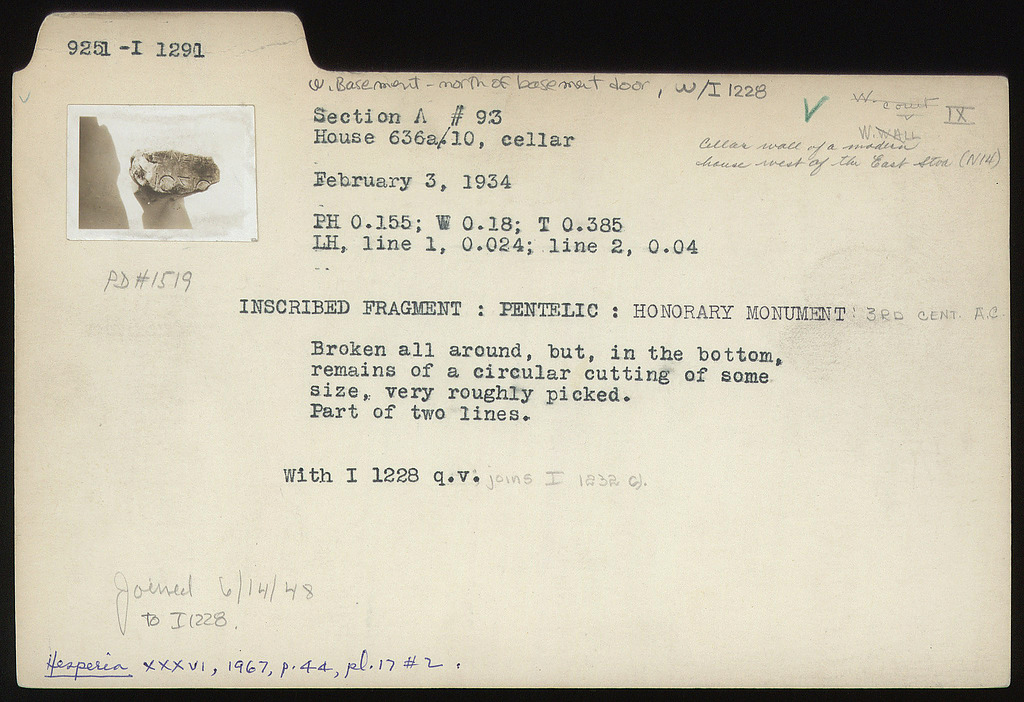 9251 -I 1291
W. Basement - north of basement door, w/I 1228
W. court
IX
W. WALL
Cellar wall of a modern
house west of the East Stoa (N14)
Section A # 93
House 636a/10, cellar
February 3, 1934
PH 0.155; W 0.18; T 0.385
LH, line 1, 0.024; line 2, 0.04
PD#1519
INSCRIBED FRAGMENT : PENTELIC : HONORARY MONUMENT : 3RD CENT. A.C.
Broken all around, but, in the bottom,
remains of a circular cutting of some
size, very roughly picked.
Part of two lines.
With I 1228 q.v. joins I 1232 c).
Joined 6/14/48
to I 1228.
Hesperia XXXVI, 1967, p.44, pl.17 #2.